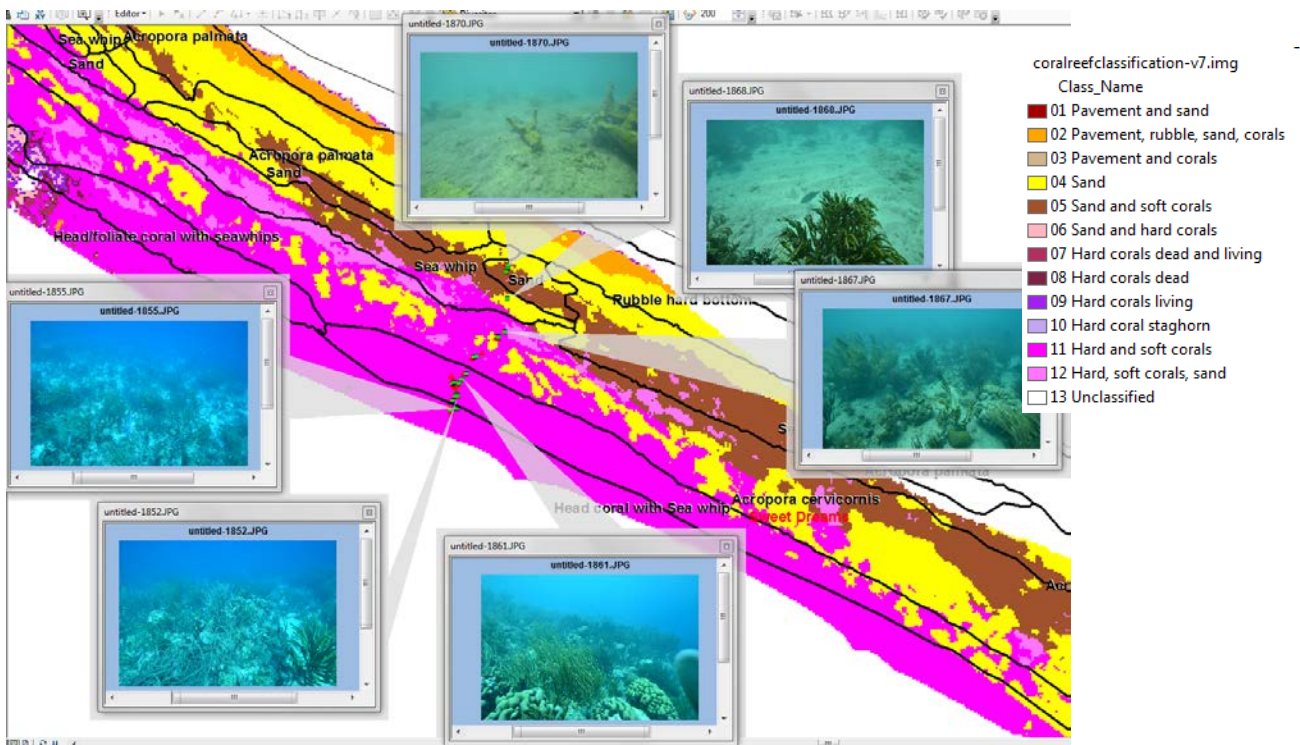 Editor
200
untitled-1870.JPG
untitled-1870.JPG
Sea whip
Acropora palmata
Sand
untitled-1868.JPG
untitled-1868.JPG
coralreefclassification-v7.img
Class_Name
01 Pavement and sand
02 Pavement, rubble, sand, corals
03 Pavement and corals
04 Sand
05 Sand and soft corals
06 Sand and hard corals
07 Hard corals dead and living
08 Hard corals dead
09 Hard corals living
10 Hard coral staghorn
11 Hard and soft corals
12 Hard, soft corals, sand
13 Unclassified
Acropora palmata
Sand
Head/foliate coral with seawhips
Sea whip
Sand
Rubble hard bottom
untitled-1867.JPG
untitled-1867.JPG
untitled-1855.JPG
untitled-1855.JPG
Acropora palmata
Acropora cervicornis
Head coral with Sea whip
Sweet Dreams
untitled-1852.JPG
untitled-1852.JPG
untitled-1861.JPG
untitled-1861.JPG